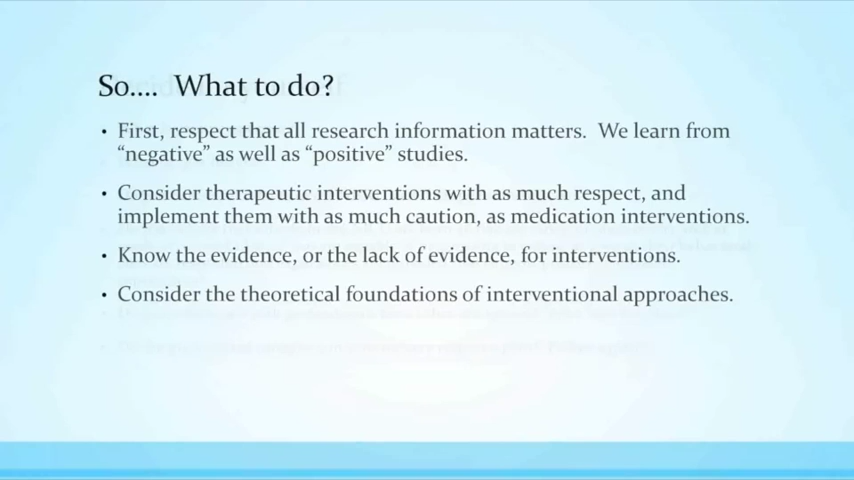 So.... What to do?
• First, respect that all research information matters. We learn from
“negative” as well as “positive” studies.
• Consider therapeutic interventions with as much respect, and
implement them with as much caution, as medication interventions.
• Know the evidence, or the lack of evidence, for interventions.
• Consider the theoretical foundations of interventional approaches.